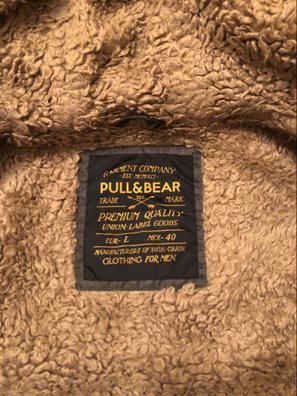 GARMENT COMPANY
EST. MCMXCI
PULL&BEAR
TRADE REG. MARK
PREMIUM QUALITY
UNION-LABEL GOODS
EUR- L MEX- 40
MANUFACTURERS OF HIGH-GRADE
CLOTHING FOR MEN